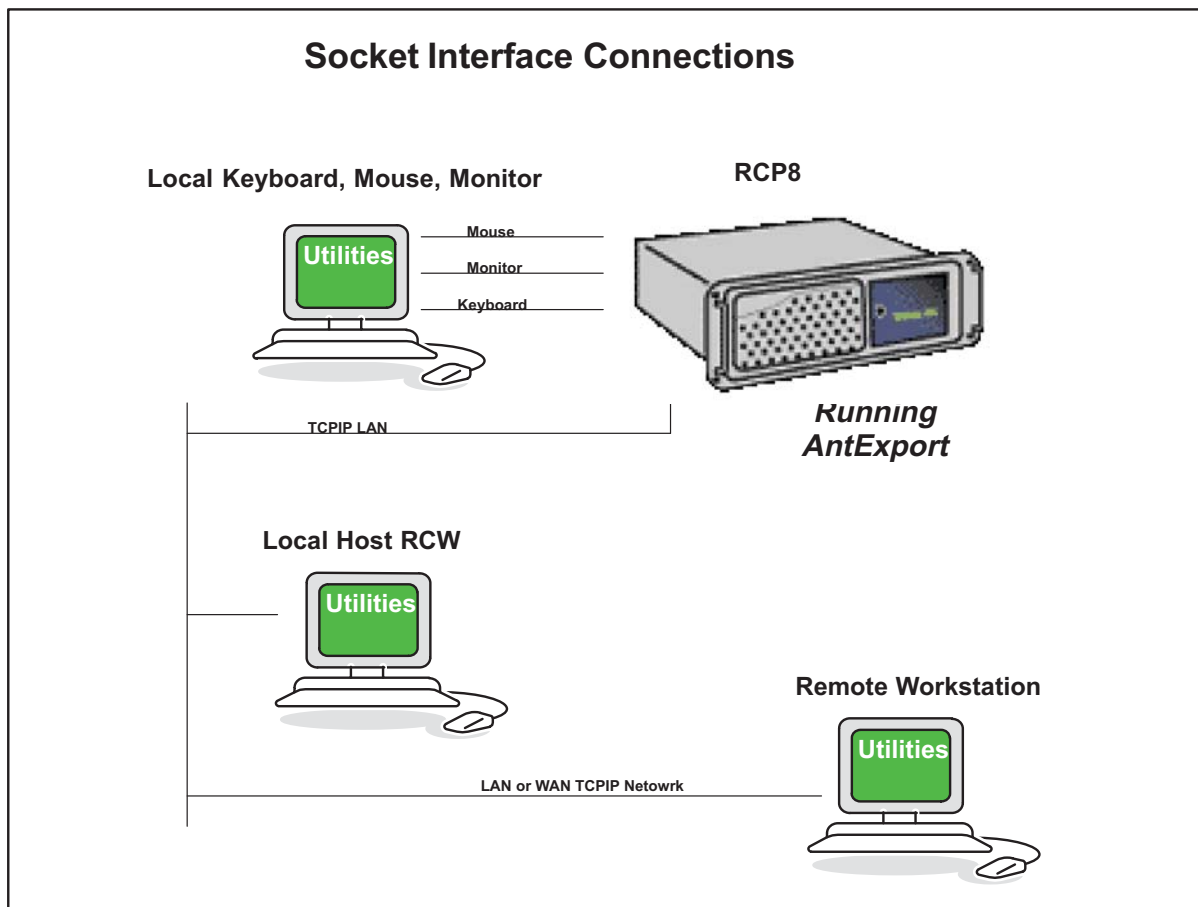 Socket Interface Connections
Local Keyboard, Mouse, Monitor
RCP8
Utilities
Mouse
Monitor
Keyboard
Running
AntExport
TCPIP LAN
Local Host RCW
Utilities
Remote Workstation
Utilities
LAN or WAN TCPIP Netowrk